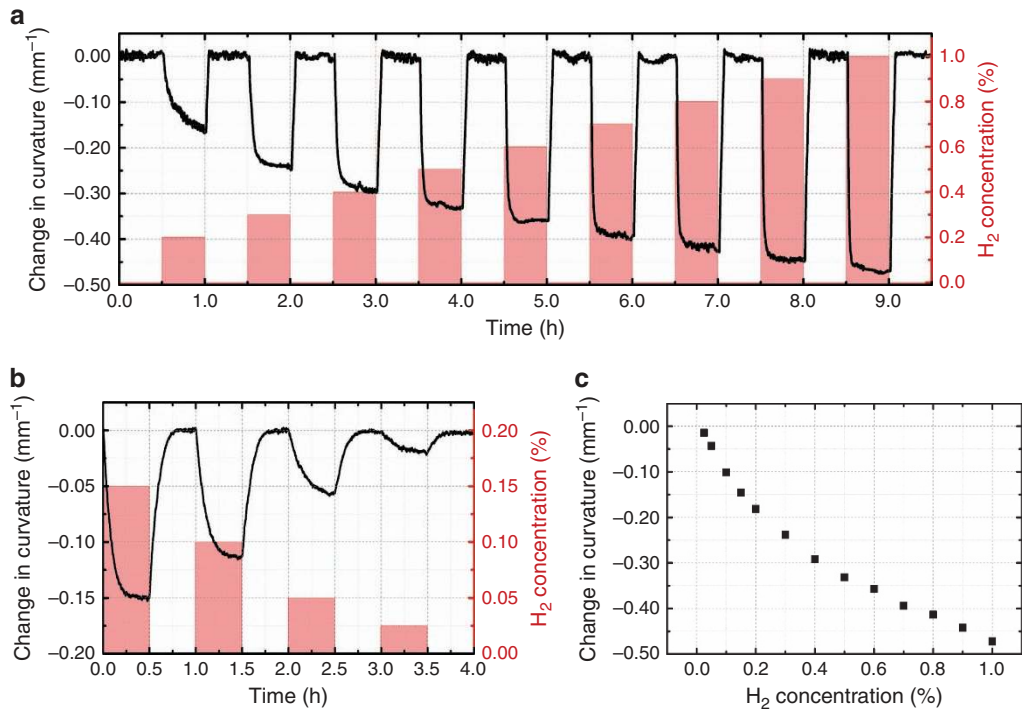 a
0.00
–0.10
–0.20
–0.30
–0.40
–0.50
Change in curvature (mm⁻¹)
1.0
0.8
0.6
0.4
0.2
0.0
H₂ concentration (%)
0.0 1.0 2.0 3.0 4.0 5.0 6.0 7.0 8.0 9.0
Time (h)
b
0.00
–0.05
–0.10
–0.15
–0.20
Change in curvature (mm⁻¹)
0.20
0.15
0.10
0.05
0.00
H₂ concentration (%)
0.0 0.5 1.0 1.5 2.0 2.5 3.0 3.5 4.0
Time (h)
c
0.00
–0.10
–0.20
–0.30
–0.40
–0.50
Change in curvature (mm⁻¹)
0.0 0.2 0.4 0.6 0.8 1.0
H₂ concentration (%)